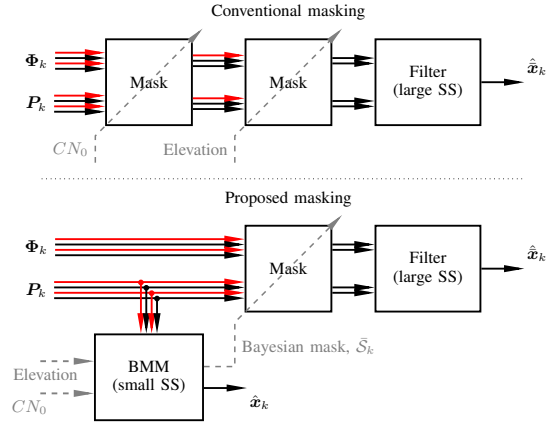 Conventional masking
Φ_k
P_k
Mask
Mask
Filter
(large SS)
x̂̄_k
CN_0
Elevation
Proposed masking
Φ_k
P_k
Mask
Filter
(large SS)
x̂̄_k
Bayesian mask, S̄_k
BMM
(small SS)
Elevation
CN_0
x̂_k